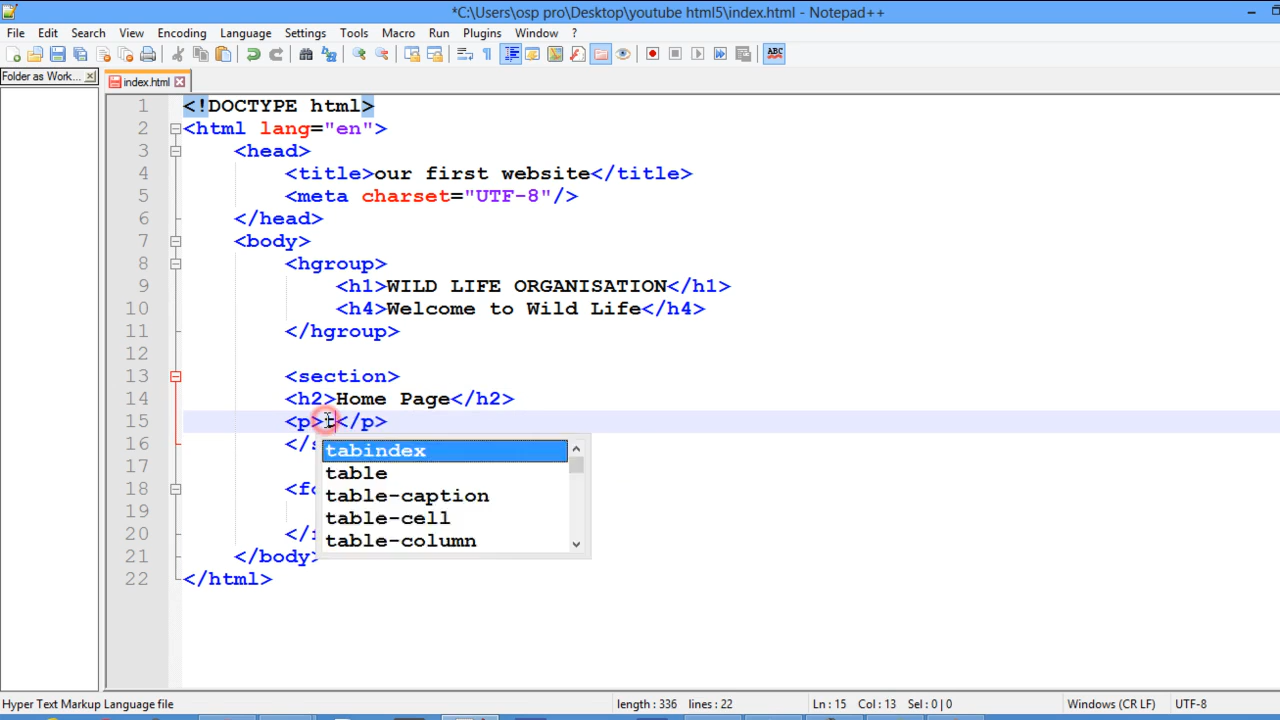 *C:\Users\osp pro\Desktop\youtube html5\index.html - Notepad++
File Edit Search View Encoding Language Settings Tools Macro Run Plugins Window ?
ABC
Folder as Work... index.html
1 <!DOCTYPE html>
2 <html lang="en">
3 <head>
4 <title>our first website</title>
5 <meta charset="UTF-8"/>
6 </head>
7 <body>
8 <hgroup>
9 <h1>WILD LIFE ORGANISATION</h1>
10 <h4>Welcome to Wild Life</h4>
11 </hgroup>
12
13 <section>
14 <h2>Home Page</h2>
15 <p>t</p>
16 </s
tabindex
17
table
18 <fo
table-caption
19
table-cell
20 </f
table-column
21 </body>
22 </html>
Hyper Text Markup Language file length : 336 lines : 22 Ln : 15 Col : 13 Sel : 0 | 0 Windows (CR LF) UTF-8